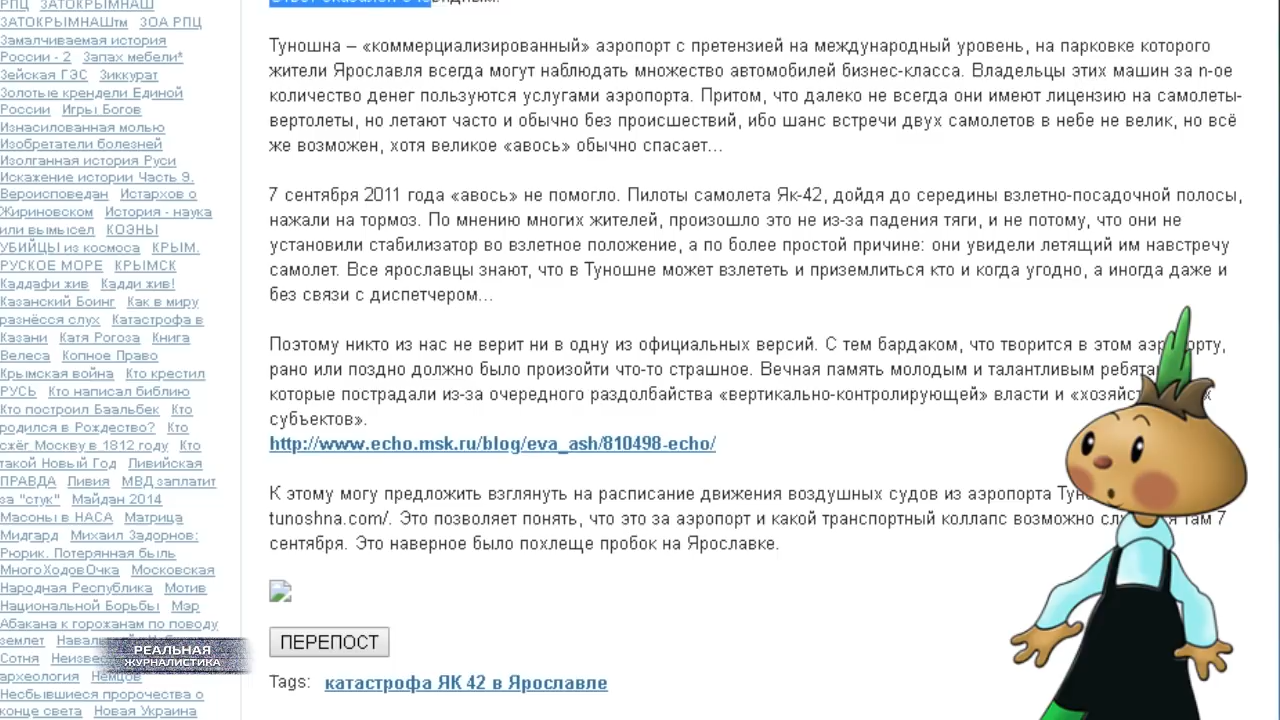 РПЦ ЗАТОКРЫМНАШ
ЗАТОКРЫМНАШтм ЗОА РПЦ
Замалчиваемая история
России - 2 Запах мебели*
Зейская ГЭС Зиккурат
Золотые крендели Единой
России Игры Богов
Изнасилованная молью
Изобретатели болезней
Изолганная история Руси
Искажение истории Часть 9.
Вероисповедан Истархов о
Жириновском История - наука
или вымысел КОЗНЫ
УБИЙЦЫ из космоса КРЫМ.
РУСКОЕ МОРЕ КРЫМСК
Каддафи жив Кадди жив!
Казанский Боинг Как в миру
разнёсся слух Катастрофа в
Казани Катя Рогоза Книга
Велеса Копное Право
Крымская война Кто крестил
РУСЬ Кто написал библию
Кто построил Баальбек Кто
родился в Рождество? Кто
сжёг Москву в 1812 году Кто
такой Новый Год Ливийская
ПРАВДА Ливия МВД заплатит
за "стук" Майдан 2014
Масоны в НАСА Матрица
Мидгард Михаил Задорнов:
Рюрик. Потерянная быль
МногоХодовОчка Московская
Народная Республика Мотив
Национальной Борьбы Мэр
Абакана к горожанам по поводу
землет
Сотня
археология Немцов
Несбывшиеся пророчества о
конце света Новая Украина
РЕАЛЬНАЯ
ЖУРНАЛИСТИКА
Туношна – «коммерциализированный» аэропорт с претензией на международный уровень, на парковке которого
жители Ярославля всегда могут наблюдать множество автомобилей бизнес-класса. Владельцы этих машин за n-ое
количество денег пользуются услугами аэропорта. Притом, что далеко не всегда они имеют лицензию на самолеты-
вертолеты, но летают часто и обычно без происшествий, ибо шанс встречи двух самолетов в небе не велик, но всё
же возможен, хотя великое «авось» обычно спасает...
7 сентября 2011 года «авось» не помогло. Пилоты самолета Як-42, дойдя до середины взлетно-посадочной полосы,
нажали на тормоз. По мнению многих жителей, произошло это не из-за падения тяги, и не потому, что они не
установили стабилизатор во взлетное положение, а по более простой причине: они увидели летящий им навстречу
самолет. Все ярославцы знают, что в Туношне может взлететь и приземлиться кто и когда угодно, а иногда даже и
без связи с диспетчером...
Поэтому никто из нас не верит ни в одну из официальных версий. С тем бардаком, что творится в этом аэропорту,
рано или поздно должно было произойти что-то страшное. Вечная память молодым и талантливым ребята
которые пострадали из-за очередного раздолбайства «вертикально-контролирующей» власти и «хозяйст
субъектов».
http://www.echo.msk.ru/blog/eva_ash/810498-echo/
К этому могу предложить взглянуть на расписание движения воздушных судов из аэропорта Тун
tunoshna.com/. Это позволяет понять, что это за аэропорт и какой транспортный коллапс возможно там 7
сентября. Это наверное было похлеще пробок на Ярославке.
ПЕРЕПОСТ
Tags: катастрофа ЯК 42 в Ярославле